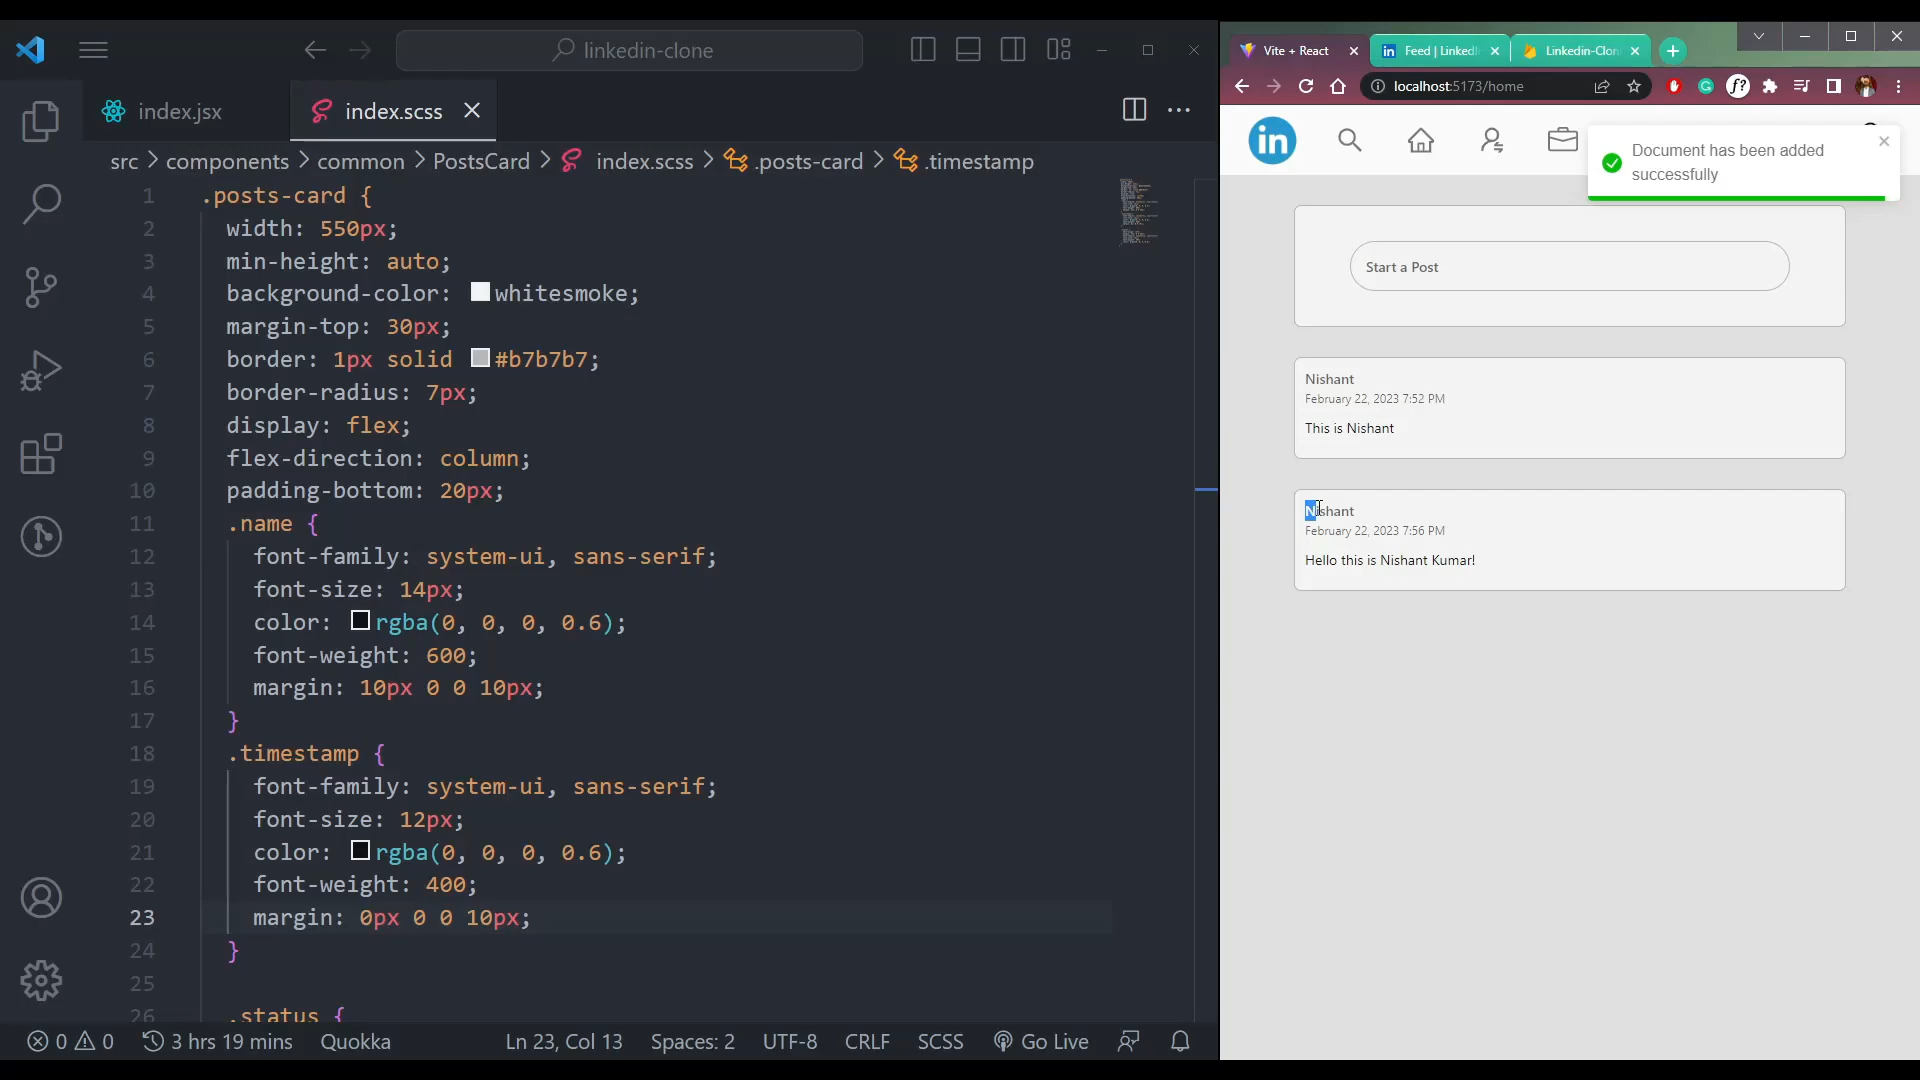 linkedin-clone
index.jsx
index.scss
src > components > common > PostsCard > index.scss > .posts-card > .timestamp
1 .posts-card {
2 width: 550px;
3 min-height: auto;
4 background-color: whitesmoke;
5 margin-top: 30px;
6 border: 1px solid #b7b7b7;
7 border-radius: 7px;
8 display: flex;
9 flex-direction: column;
10 padding-bottom: 20px;
11 .name {
12 font-family: system-ui, sans-serif;
13 font-size: 14px;
14 color: rgba(0, 0, 0, 0.6);
15 font-weight: 600;
16 margin: 10px 0 0 10px;
17 }
18 .timestamp {
19 font-family: system-ui, sans-serif;
20 font-size: 12px;
21 color: rgba(0, 0, 0, 0.6);
22 font-weight: 400;
23 margin: 0px 0 0 10px;
24 }
25
26 .status {
0 0 3 hrs 19 mins Quokka Ln 23, Col 13 Spaces: 2 UTF-8 CRLF SCSS Go Live
Vite + React
in Feed | LinkedI
Linkedin-Clon
localhost:5173/home
f?
in
Document has been added
successfully
Start a Post
Nishant
February 22, 2023 7:52 PM
This is Nishant
Nishant
February 22, 2023 7:56 PM
Hello this is Nishant Kumar!